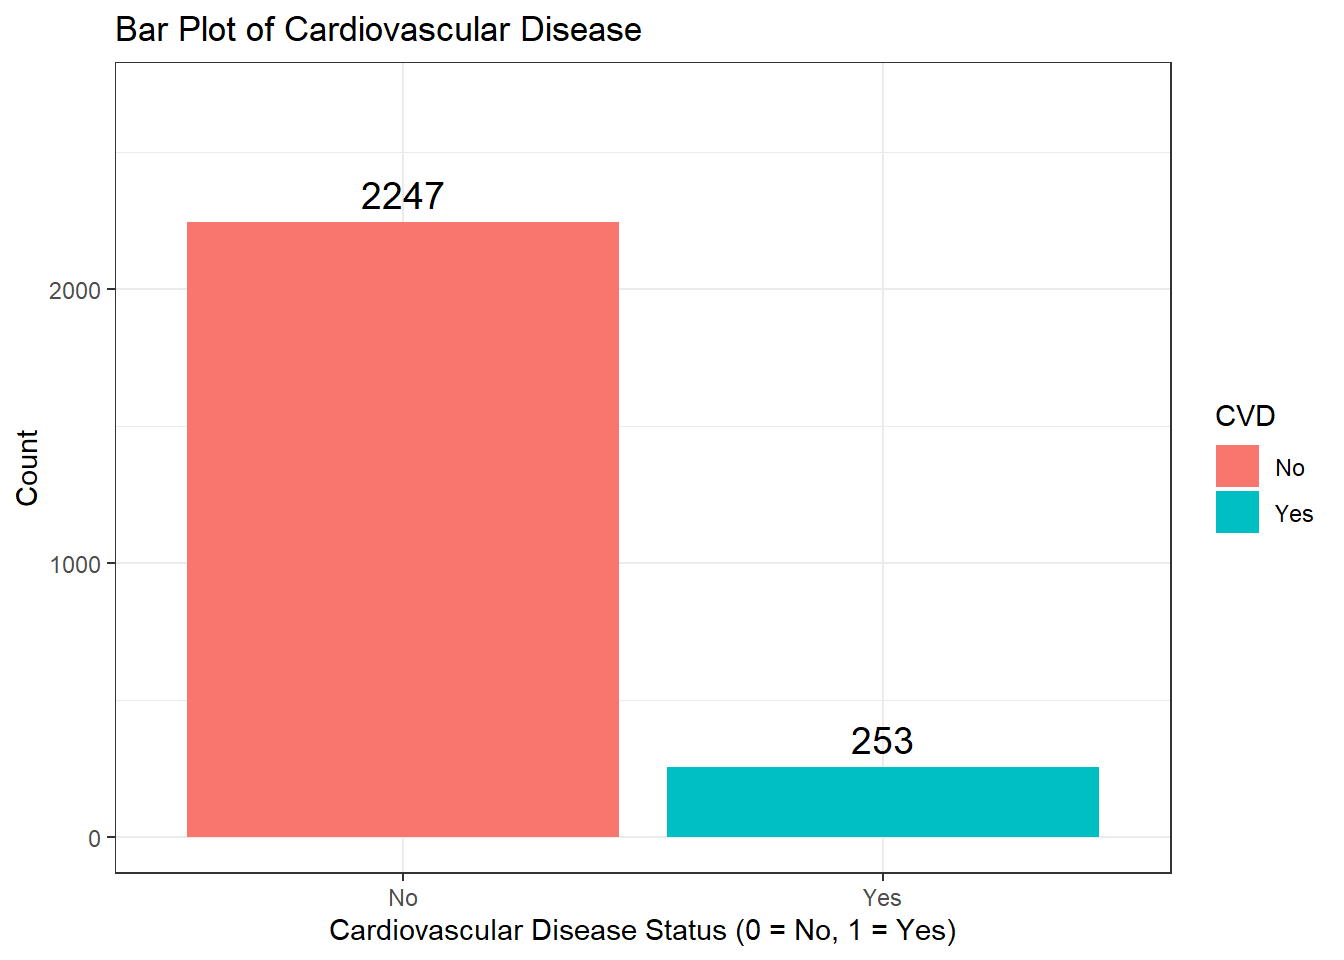 Bar Plot of Cardiovascular Disease
2247
2000
Count
CVD
No
Yes
1000
253
0
No
Yes
Cardiovascular Disease Status (0 = No, 1 = Yes)